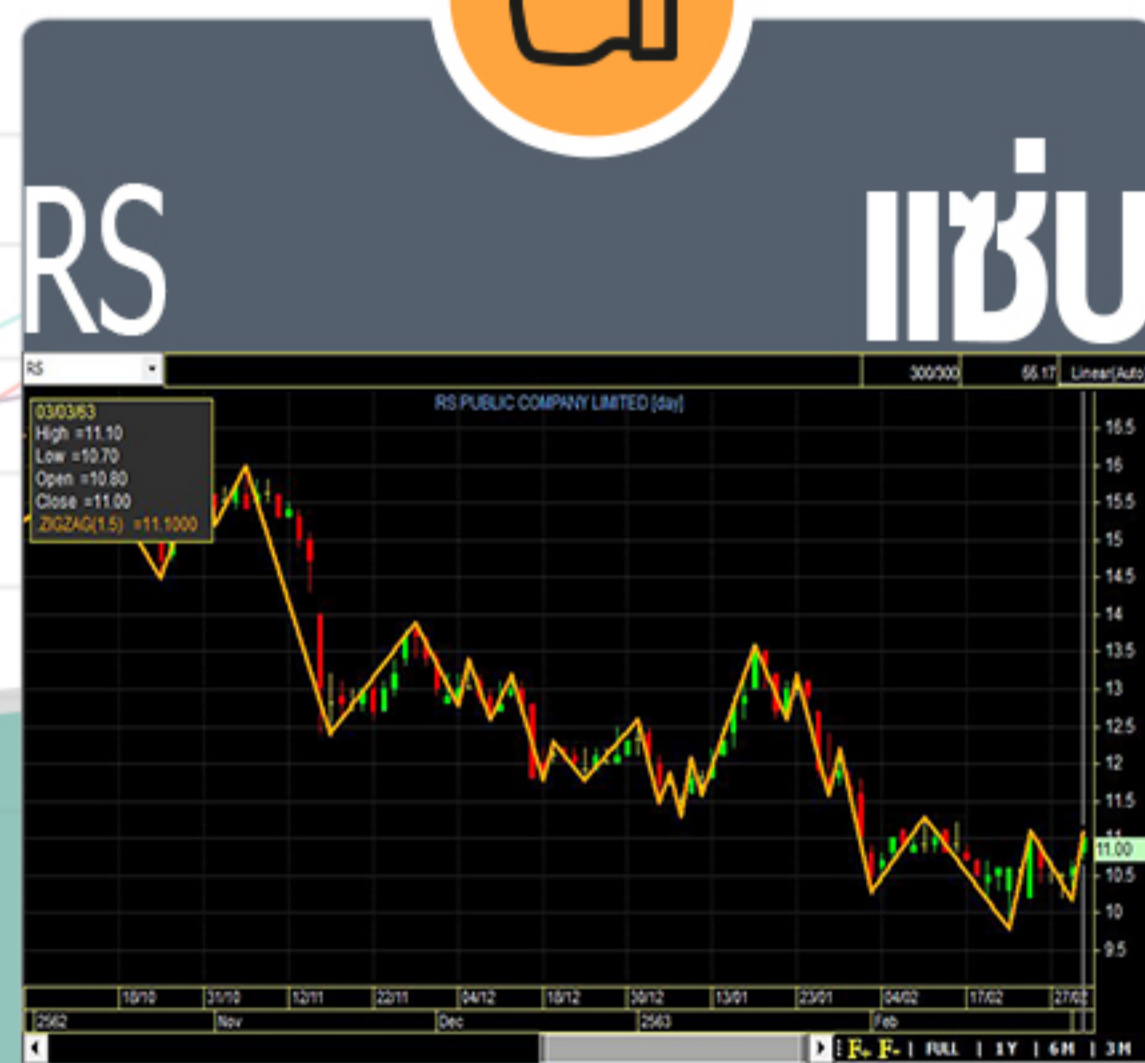 RS แซ่บ
RS 300/300 55.17 Linear(Auto
RS PUBLIC COMPANY LIMITED [day]
03/03/63
High =11.10
Low =10.70
Open =10.80
Close =11.00
ZIGZAG(1.5) =11.1000
16.5
16
15.5
15
14.5
14
13.5
13
12.5
12
11.5
11
11.00
10.5
10
9.5
18/10 31/10 12/11 22/11 04/12 18/12 30/12 13/01 23/01 04/02 17/02 27/02
2562 Nov Dec 2563 Feb
F+ F- | FULL | 1Y | 6M | 3M